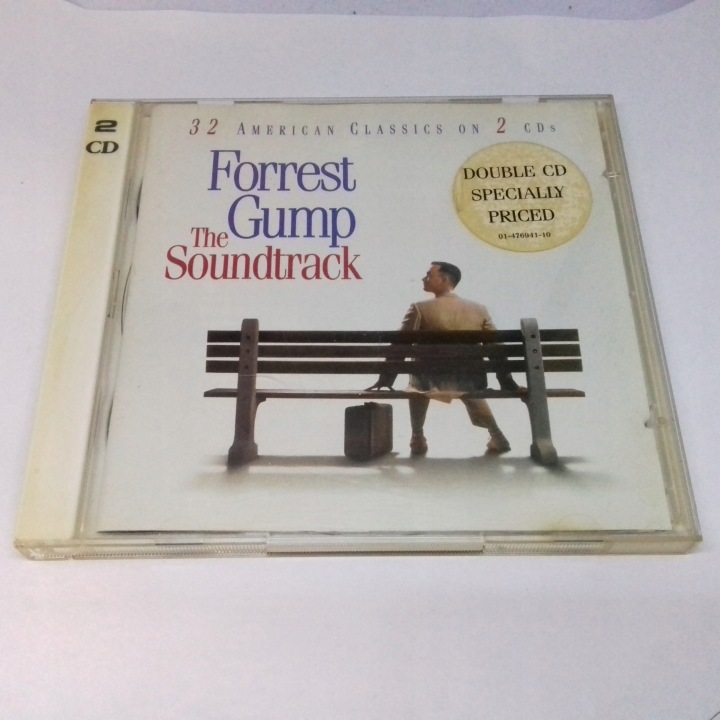 2
CD
32 AMERICAN CLASSICS ON 2 CDs
Forrest
Gump
The
Soundtrack
DOUBLE CD
SPECIALLY
PRICED
01-476941-10